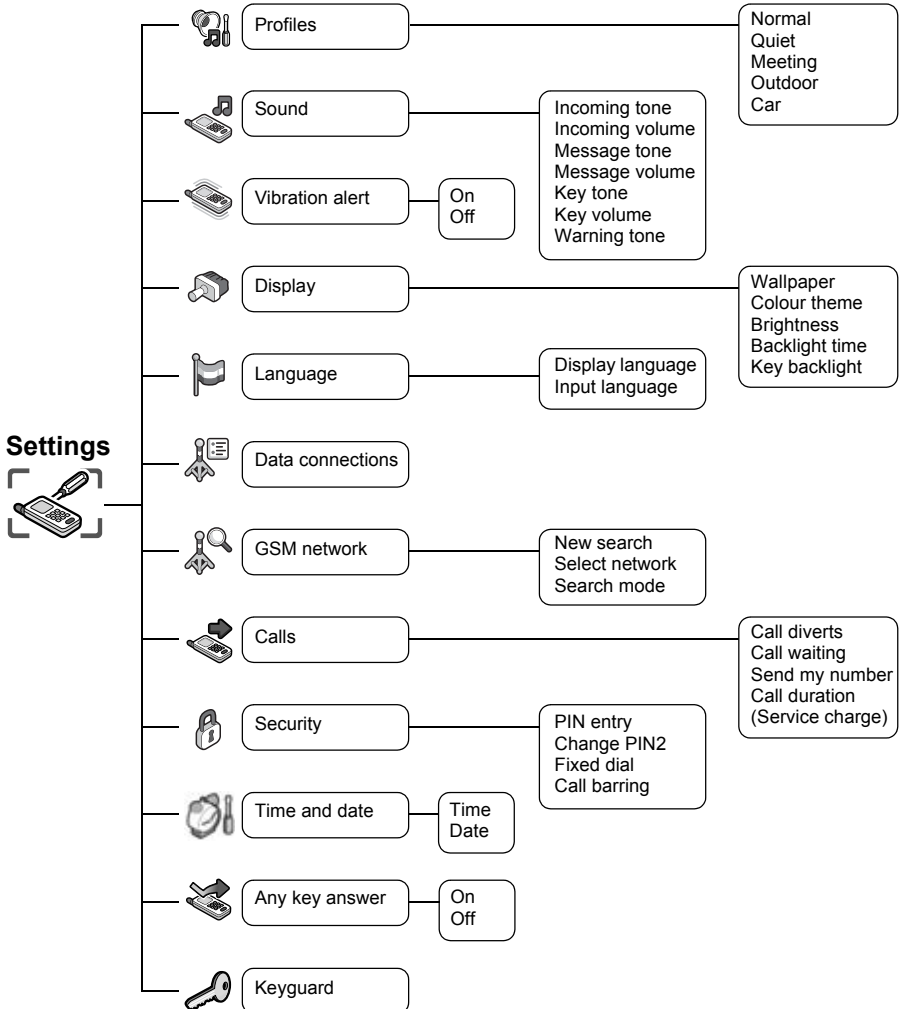 Settings
Profiles
Normal
Quiet
Meeting
Outdoor
Car
Sound
Incoming tone
Incoming volume
Message tone
Message volume
Key tone
Key volume
Warning tone
Vibration alert
On
Off
Display
Wallpaper
Colour theme
Brightness
Backlight time
Key backlight
Language
Display language
Input language
Data connections
GSM network
New search
Select network
Search mode
Calls
Call diverts
Call waiting
Send my number
Call duration
(Service charge)
Security
PIN entry
Change PIN2
Fixed dial
Call barring
Time and date
Time
Date
Any key answer
On
Off
Keyguard